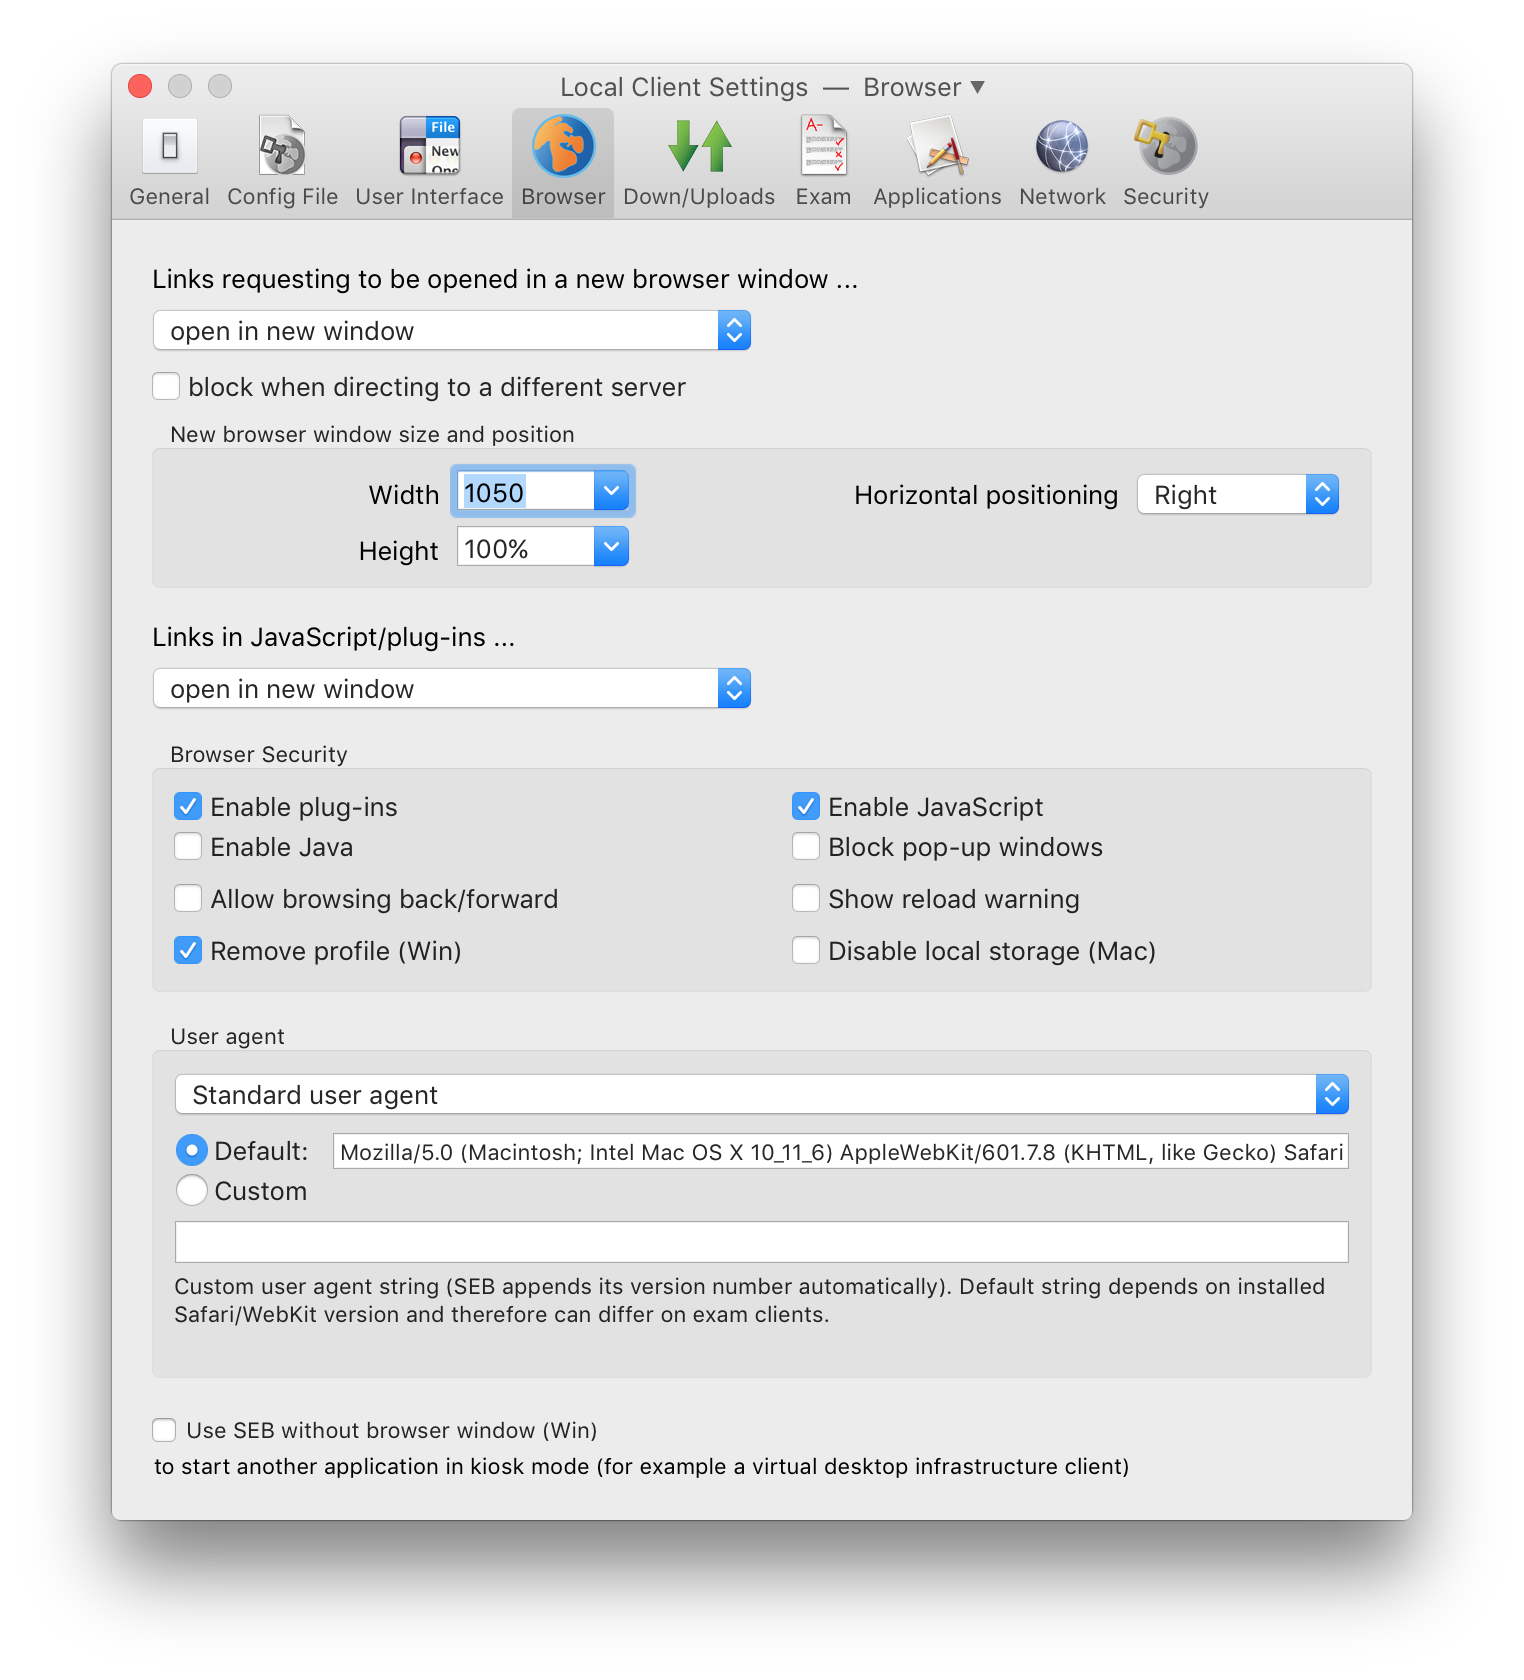 Local Client Settings — Browser ▼
File
New
Ope
A-
General Config File User Interface Browser Down/Uploads Exam Applications Network Security
Links requesting to be opened in a new browser window ...
open in new window
block when directing to a different server
New browser window size and position
Width 1050 Horizontal positioning Right
Height 100%
Links in JavaScript/plug-ins ...
open in new window
Browser Security
Enable plug-ins Enable JavaScript
Enable Java Block pop-up windows
Allow browsing back/forward Show reload warning
Remove profile (Win) Disable local storage (Mac)
User agent
Standard user agent
Default: Mozilla/5.0 (Macintosh; Intel Mac OS X 10_11_6) AppleWebKit/601.7.8 (KHTML, like Gecko) Safari
Custom
Custom user agent string (SEB appends its version number automatically). Default string depends on installed
Safari/WebKit version and therefore can differ on exam clients.
Use SEB without browser window (Win)
to start another application in kiosk mode (for example a virtual desktop infrastructure client)